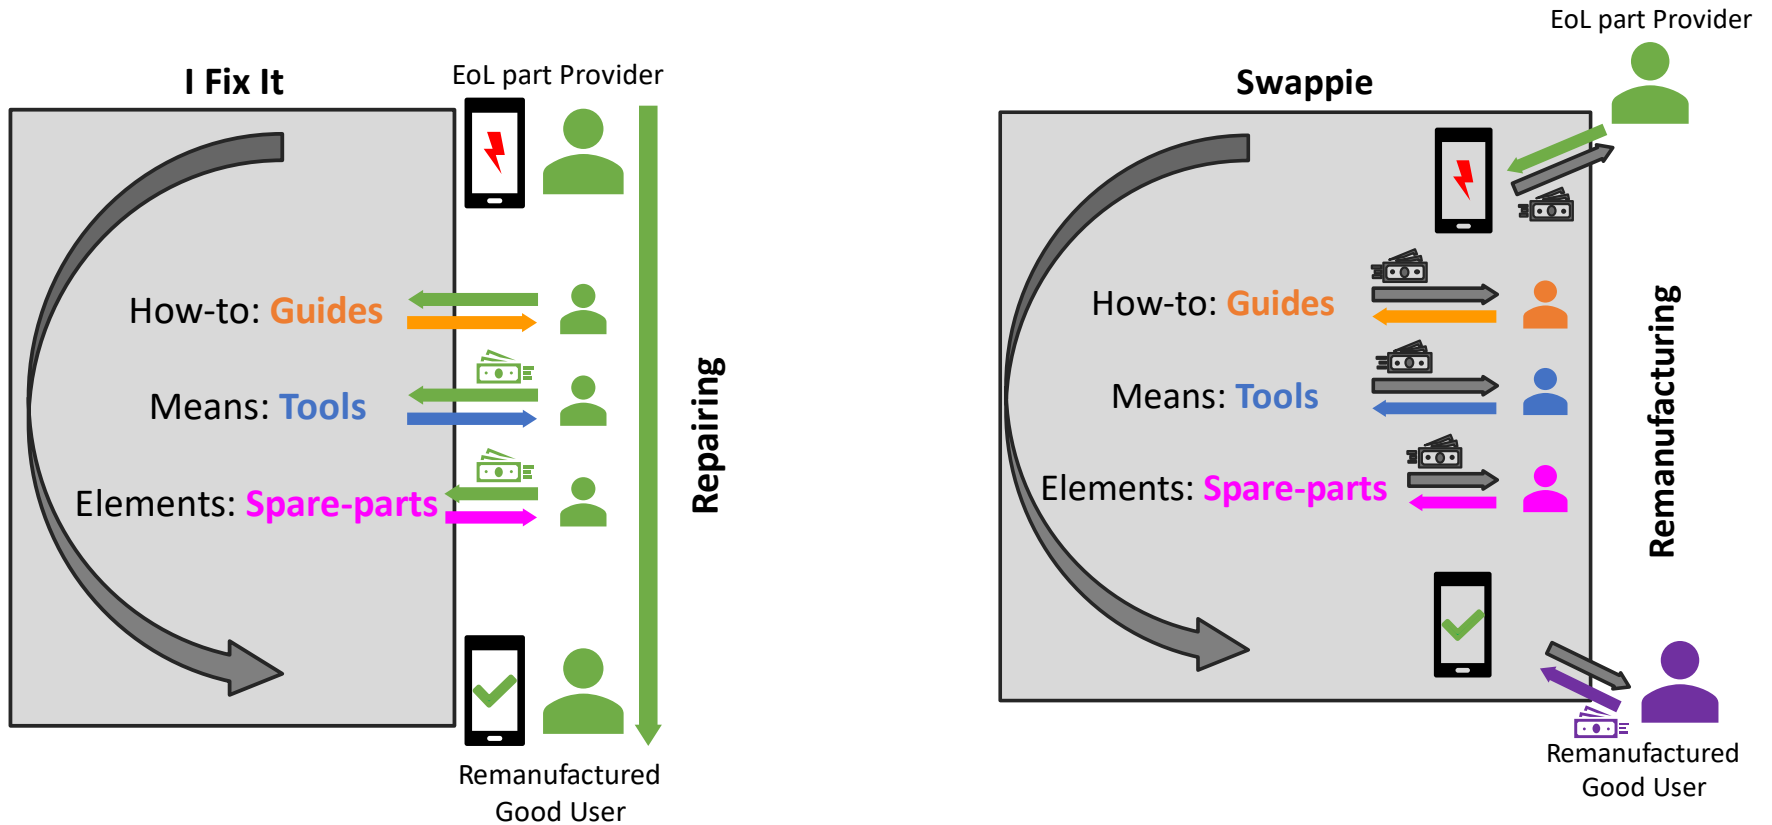 I Fix It
EoL part Provider
How-to: Guides
Means: Tools
Elements: Spare-parts
Repairing
Remanufactured
Good User
EoL part Provider
Swappie
How-to: Guides
Means: Tools
Elements: Spare-parts
Remanufacturing
Remanufactured
Good User